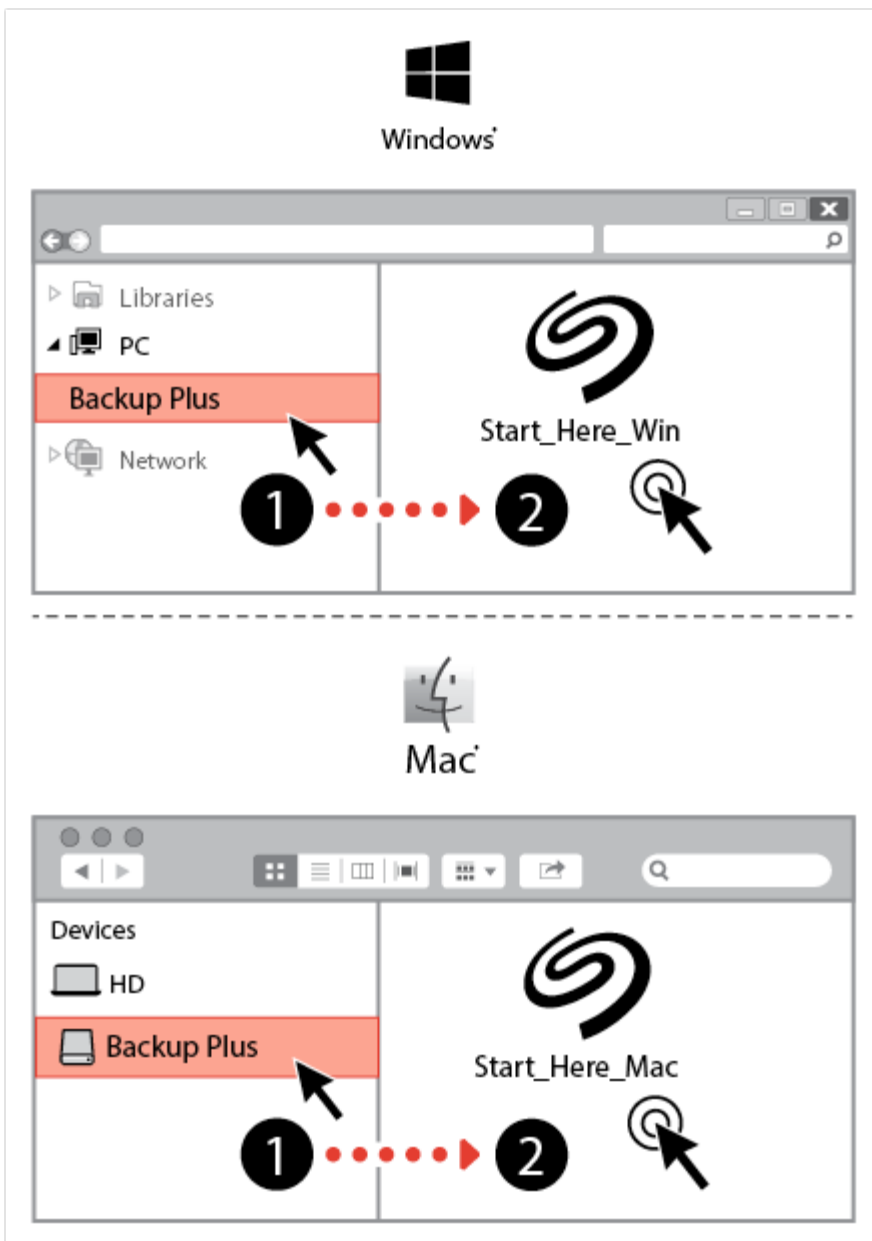 Windows
Libraries
PC
Backup Plus
Network
Start_Here_Win
1
2
Mac
Devices
HD
Backup Plus
Start_Here_Mac
1
2